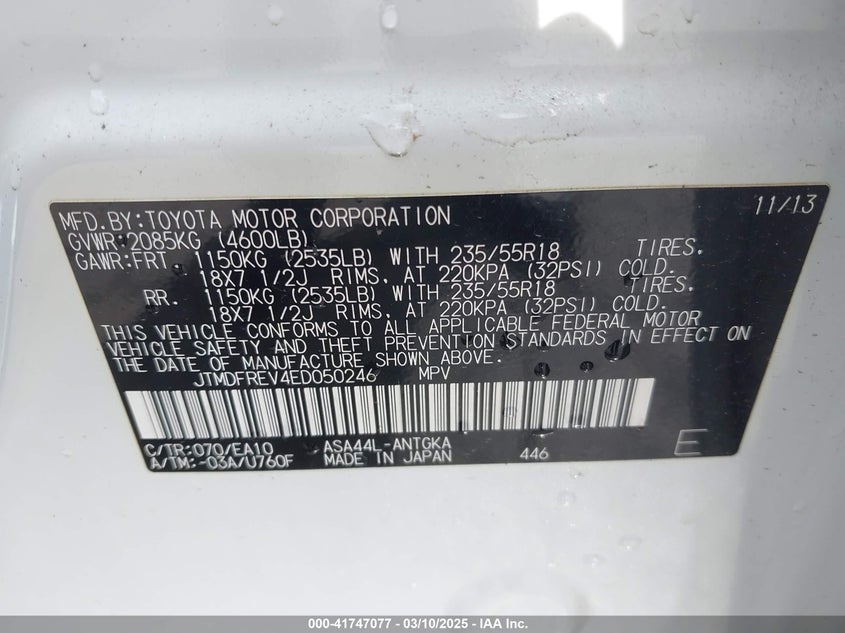 MFD.BY:TOYOTA MOTOR CORPORATION 11/13
GVWR:2085KG (4600LB)
GAWR:FRT 1150KG (2535LB) WITH 235/55R18 TIRES.
18X7 1/2J RIMS, AT 220KPA (32PSI) COLD.
RR. 1150KG (2535LB) WITH 235/55R18 TIRES.
18X7 1/2J RIMS, AT 220KPA (32PSI) COLD.
THIS VEHICLE CONFORMS TO ALL APPLICABLE FEDERAL MOTOR
VEHICLE SAFETY AND THEFT PREVENTION STANDARDS IN EFFECT ON
THE DATE OF MANUFACTURE SHOWN ABOVE.
JTMDFREV4ED050246 MPV
C/TR:070/EA10 ASA44L-ANTGKA E
A/TM:-03A/U760F MADE IN JAPAN 446
000-41747077 - 03/10/2025 - IAA Inc.